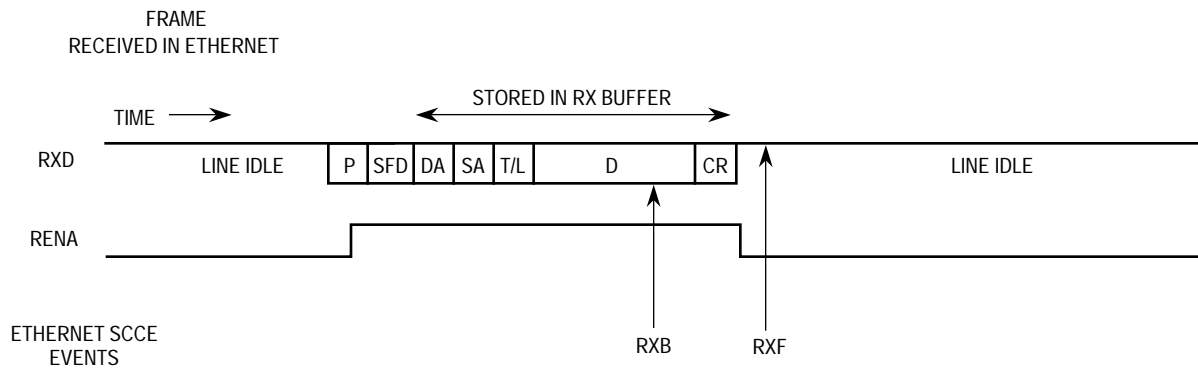 FRAME
RECEIVED IN ETHERNET
STORED IN RX BUFFER
TIME
RXD
LINE IDLE
P
SFD
DA
SA
T/L
D
CR
LINE IDLE
RENA
ETHERNET SCCE
EVENTS
RXB
RXF